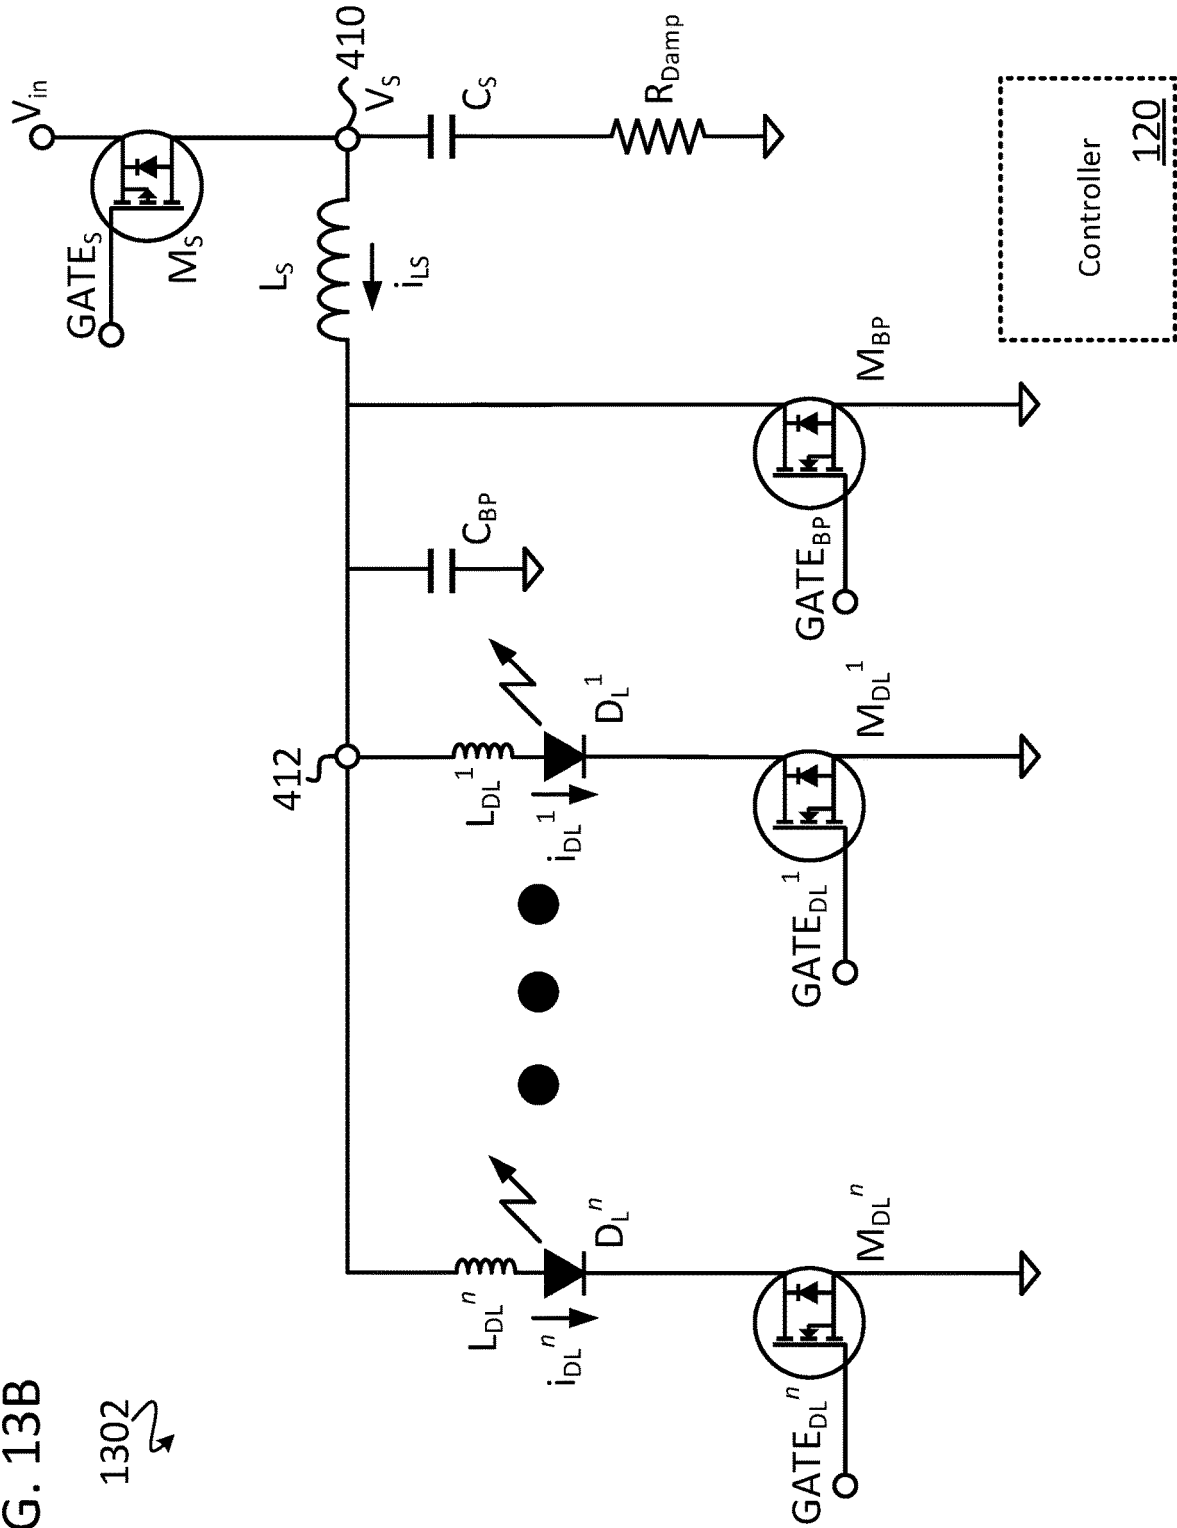 G. 13B
1302
V_in
GATE_S
M_S
410
V_S
C_S
R_Damp
L_S
i_LS
412
C_BP
GATE_BP
M_BP
L_DL^1
i_DL^1
D_L^1
GATE_DL^1
M_DL^1
L_DL^n
i_DL^n
D_L^n
GATE_DL^n
M_DL^n
Controller
120